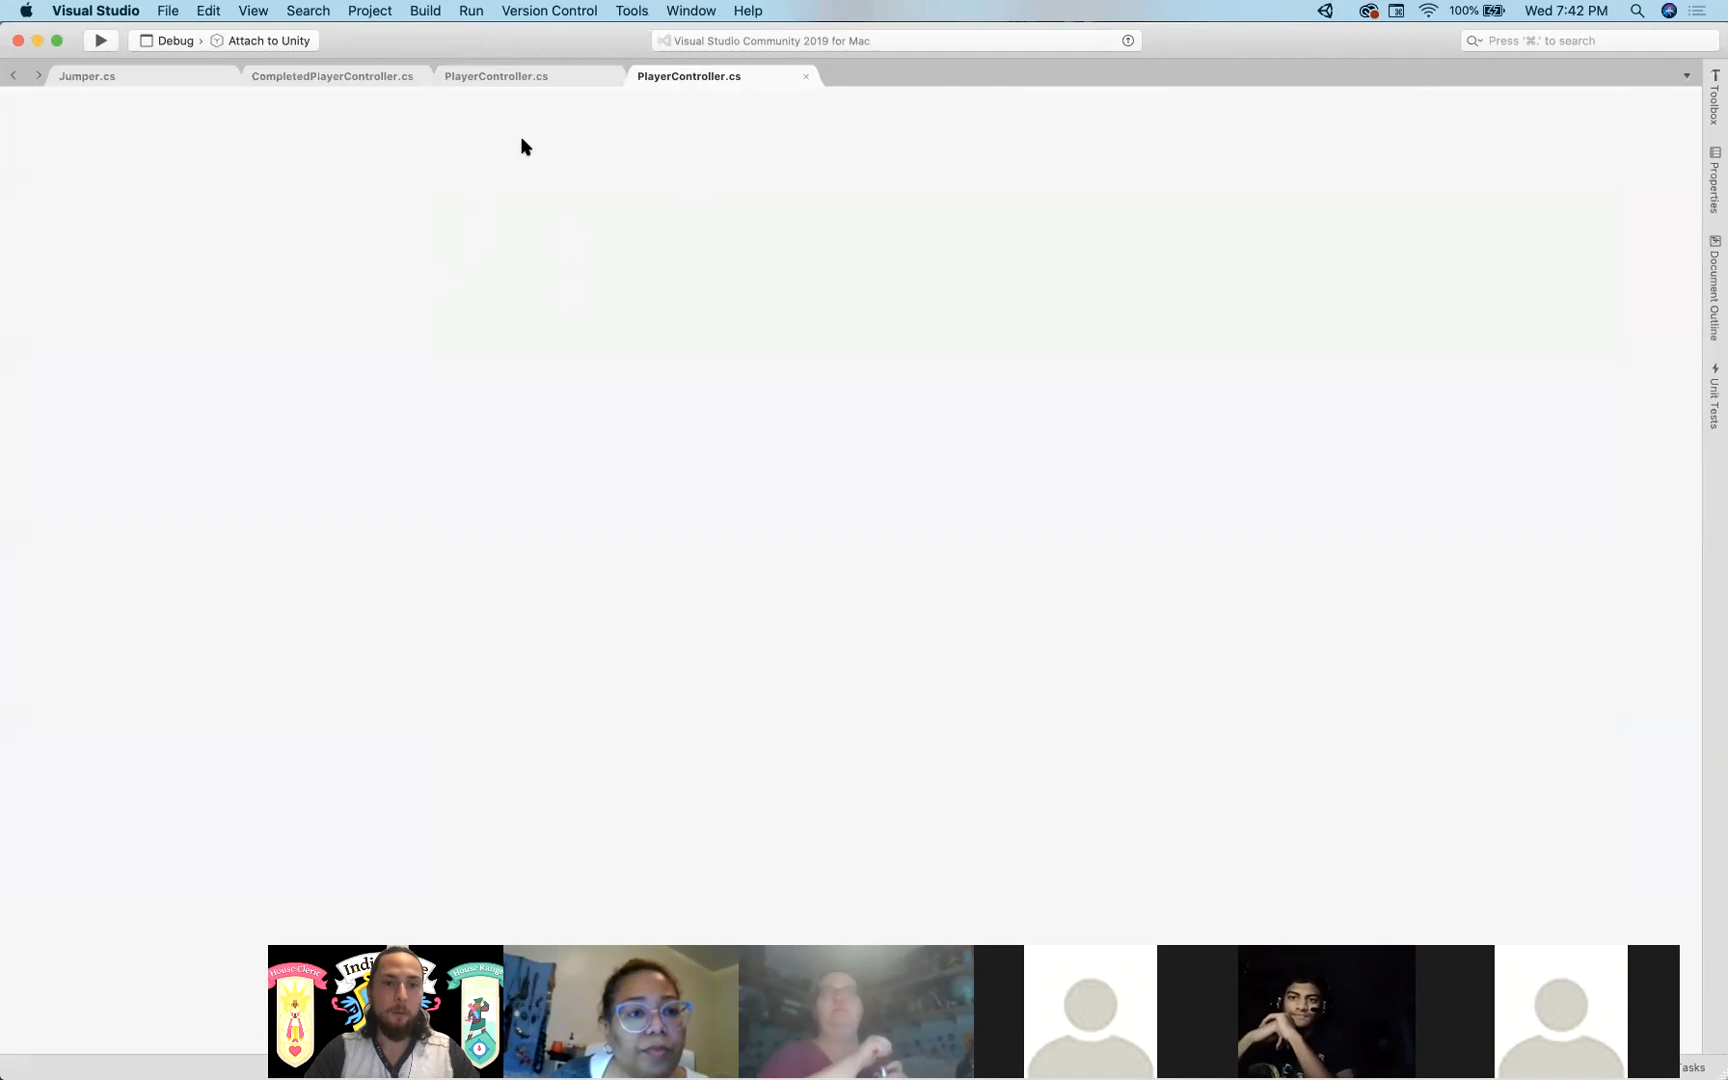 Visual Studio File Edit View Search Project Build Run Version Control Tools Window Help 100% Wed 7:42 PM
Debug › Attach to Unity Visual Studio Community 2019 for Mac Press '⌘.' to search
Jumper.cs CompletedPlayerController.cs PlayerController.cs PlayerController.cs ×
Toolbox
Properties
Document Outline
Unit Tests
House Cleric
House
Tasks